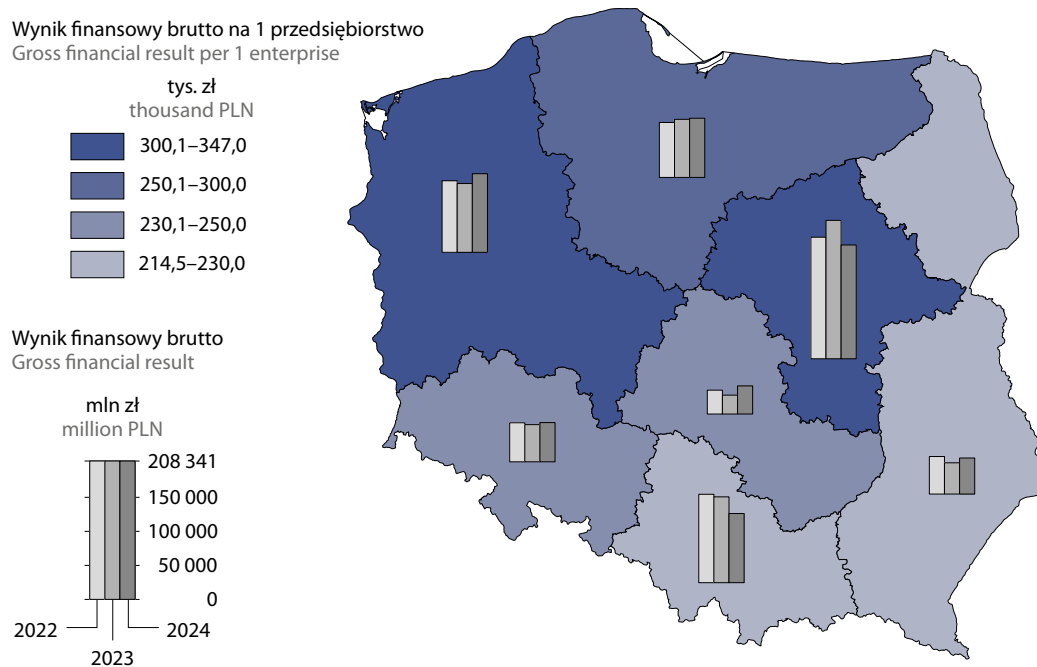 Wynik finansowy brutto na 1 przedsiębiorstwo
Gross financial result per 1 enterprise
tys. zł
thousand PLN
300,1–347,0
250,1–300,0
230,1–250,0
214,5–230,0
Wynik finansowy brutto
Gross financial result
mln zł
million PLN
208 341
150 000
100 000
50 000
0
2022
2024
2023